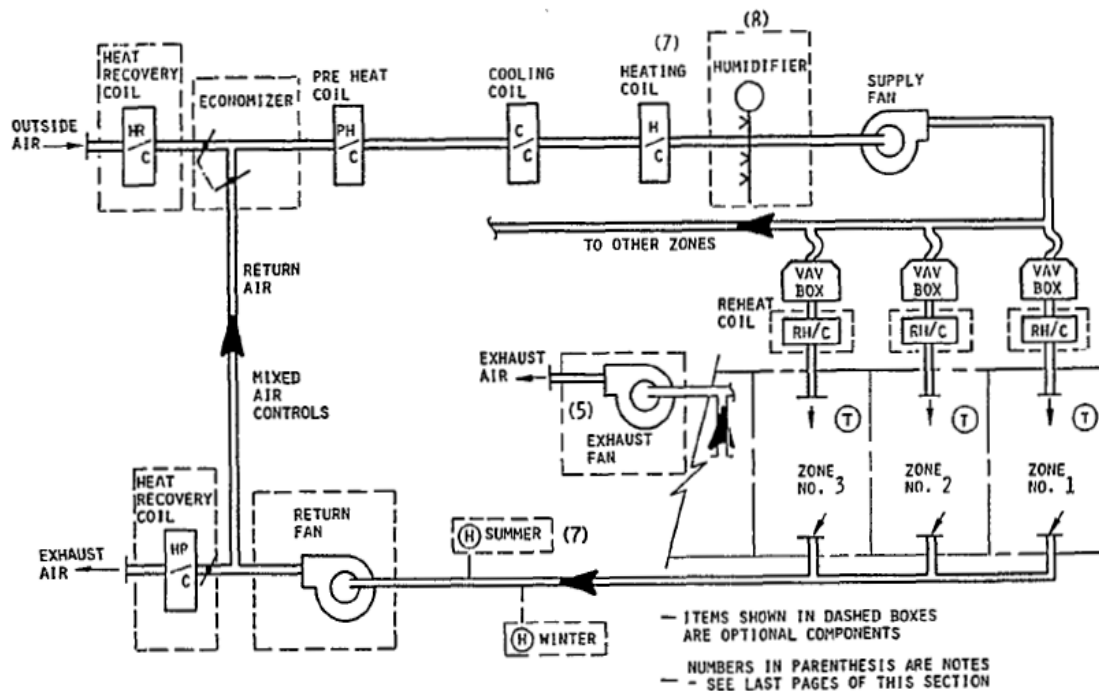 (7)
(8)
HEAT
RECOVERY
COIL
ECONOMIZER
PRE HEAT
COIL
COOLING
COIL
HEATING
COIL
HUMIDIFIER
SUPPLY
FAN
OUTSIDE
AIR
HR
C
PH
C
C
C
H
C
TO OTHER ZONES
RETURN
AIR
VAV
BOX
VAV
BOX
VAV
BOX
REHEAT
COIL
RH/C
RH/C
RH/C
EXHAUST
AIR
(5)
EXHAUST
FAN
MIXED
AIR
CONTROLS
T
T
T
ZONE
NO. 3
ZONE
NO. 2
ZONE
NO. 1
HEAT
RECOVERY
COIL
RETURN
FAN
H SUMMER (7)
EXHAUST
AIR
HP
C
H WINTER
— ITEMS SHOWN IN DASHED BOXES
ARE OPTIONAL COMPONENTS
— NUMBERS IN PARENTHESIS ARE NOTES
- SEE LAST PAGES OF THIS SECTION